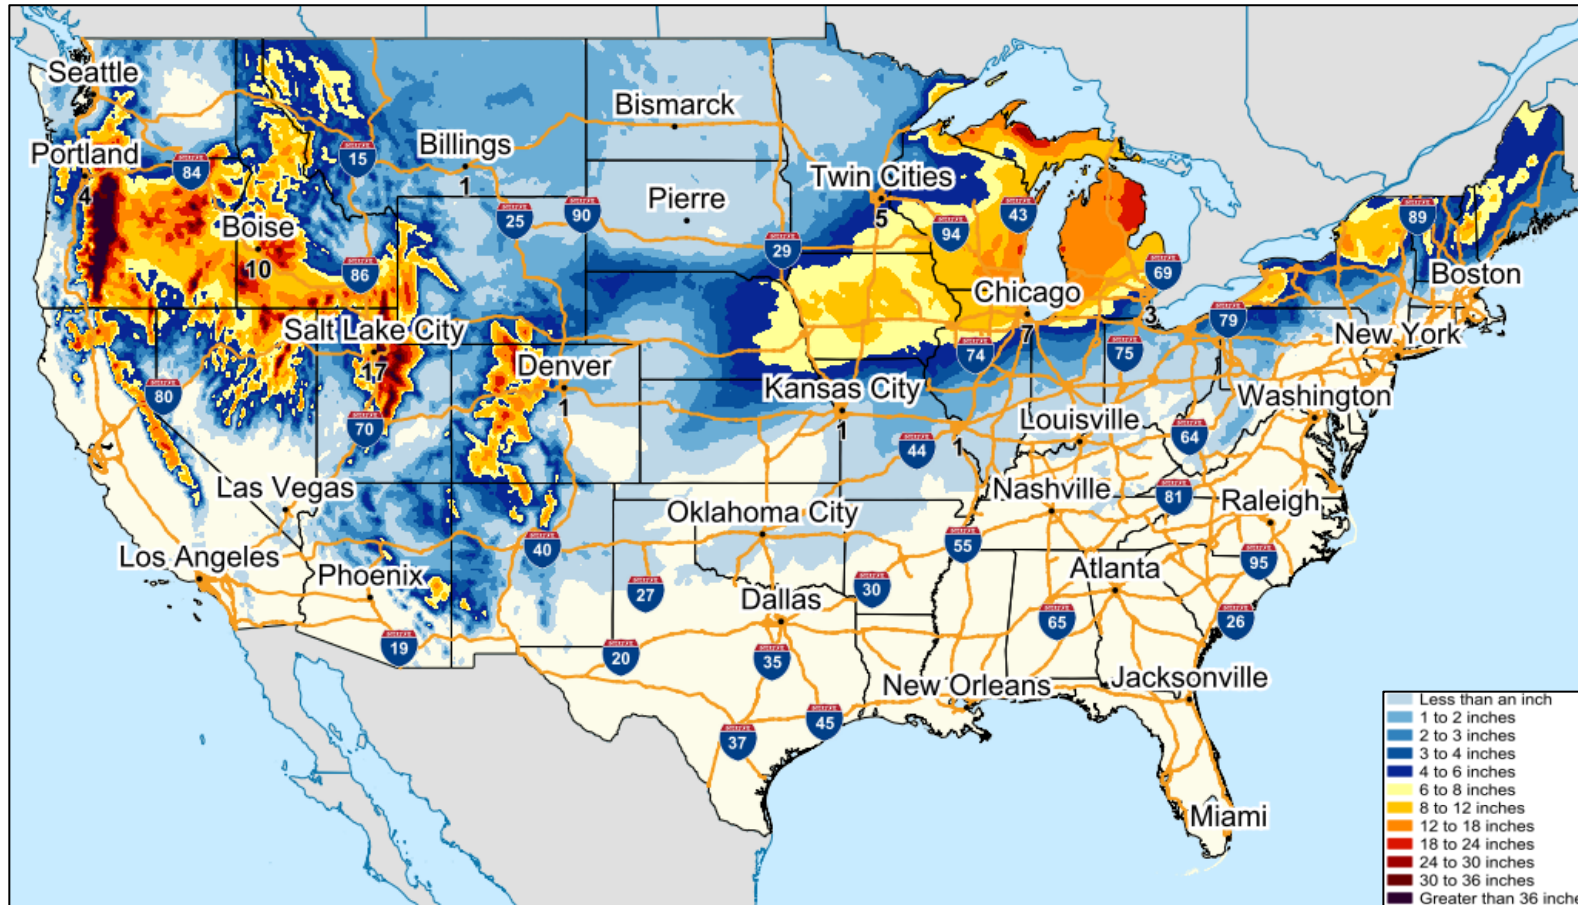 Seattle
Bismarck
Billings
Portland
15
84
1
Twin Cities
4
Pierre
5
25
90
43
89
94
Boise
29
10
86
69
Boston
Chicago
3
79
New York
Salt Lake City
7
74
75
17
Denver
Kansas City
80
1
Washington
70
1
Louisville
64
44
1
Las Vegas
Nashville
81
Raleigh
Oklahoma City
40
55
Los Angeles
Phoenix
Atlanta
95
27
30
Dallas
65
26
19
20
35
New Orleans
Jacksonville
45
37
Miami
Less than an inch
1 to 2 inches
2 to 3 inches
3 to 4 inches
4 to 6 inches
6 to 8 inches
8 to 12 inches
12 to 18 inches
18 to 24 inches
24 to 30 inches
30 to 36 inches
Greater than 36 inche